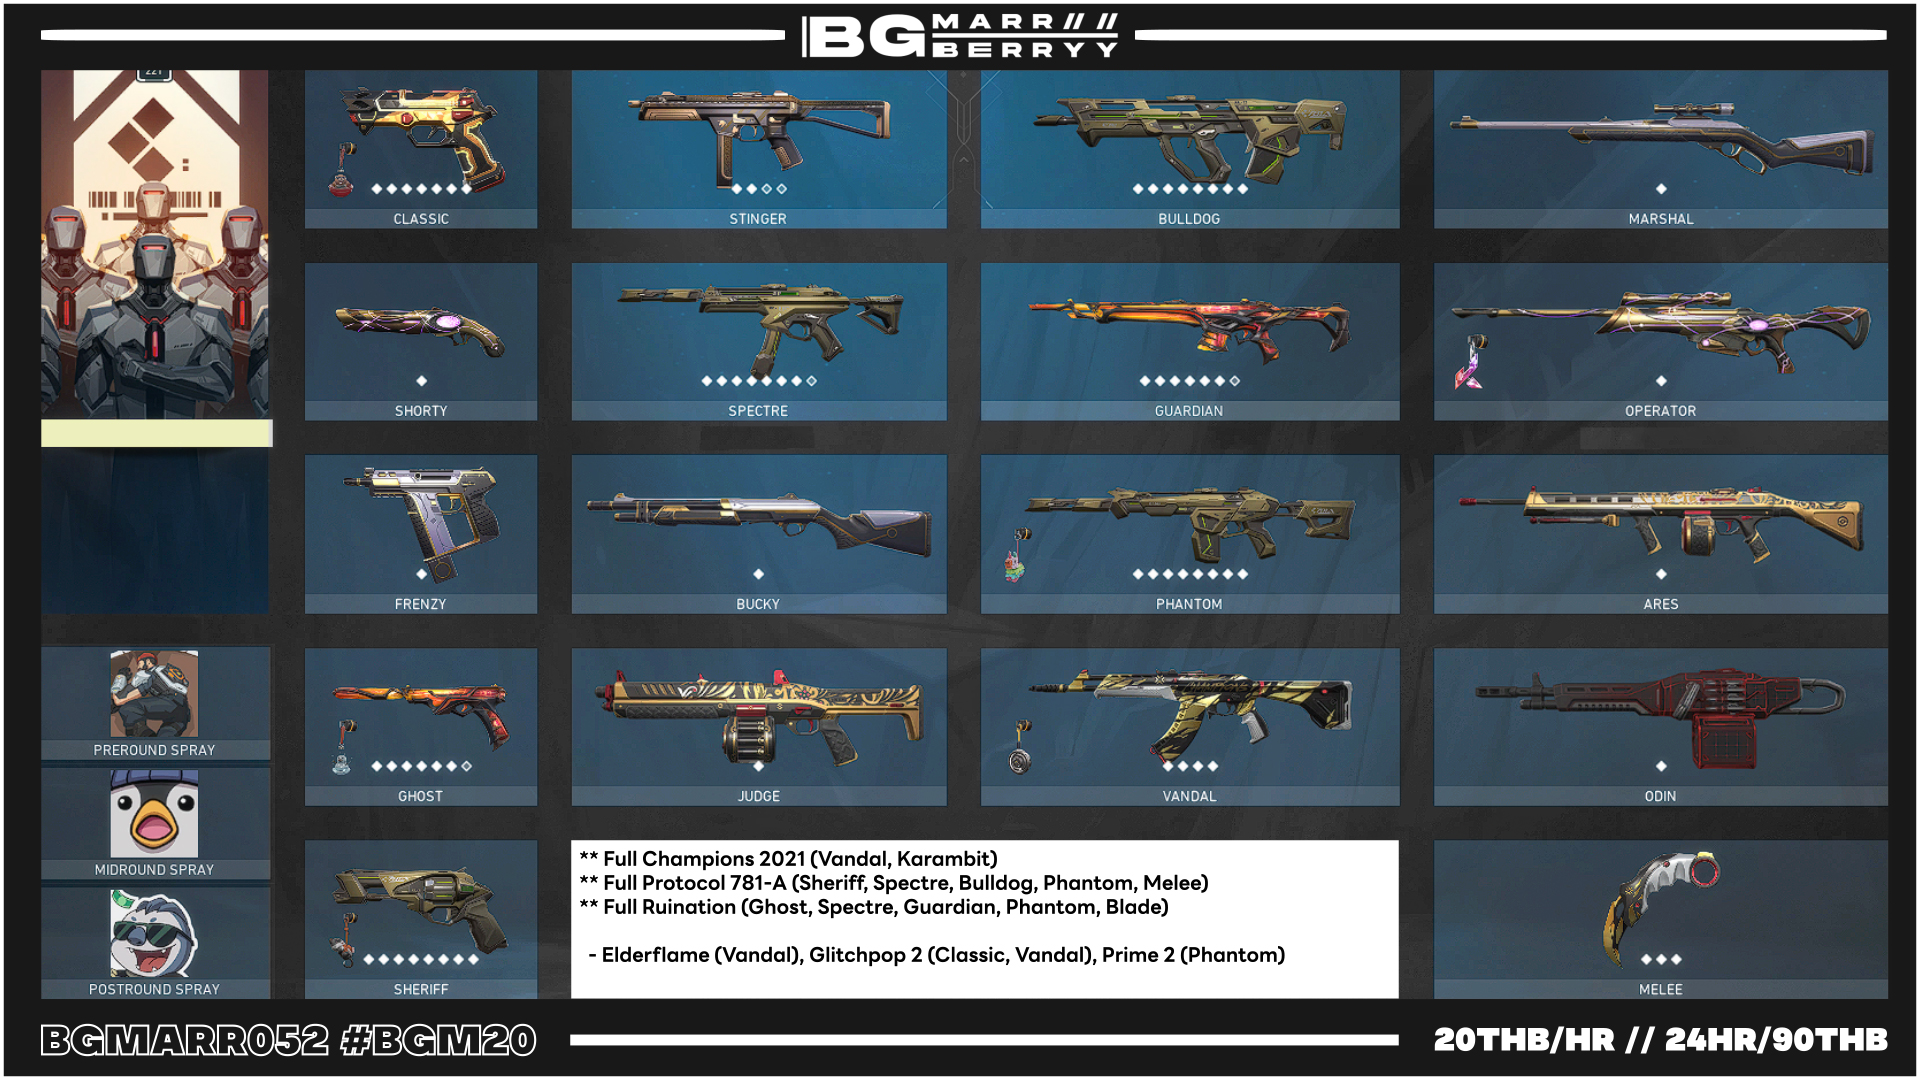 BG MARR// //
BERRYY
221
CLASSIC
STINGER
BULLDOG
MARSHAL
SHORTY
SPECTRE
GUARDIAN
OPERATOR
FRENZY
BUCKY
PHANTOM
ARES
PREROUND SPRAY
GHOST
JUDGE
VANDAL
ODIN
MIDROUND SPRAY
POSTROUND SPRAY
SHERIFF
** Full Champions 2021 (Vandal, Karambit)
** Full Protocol 781-A (Sheriff, Spectre, Bulldog, Phantom, Melee)
** Full Ruination (Ghost, Spectre, Guardian, Phantom, Blade)
- Elderflame (Vandal), Glitchpop 2 (Classic, Vandal), Prime 2 (Phantom)
MELEE
BGMARR052 #BGM20
20THB/HR // 24HR/90THB